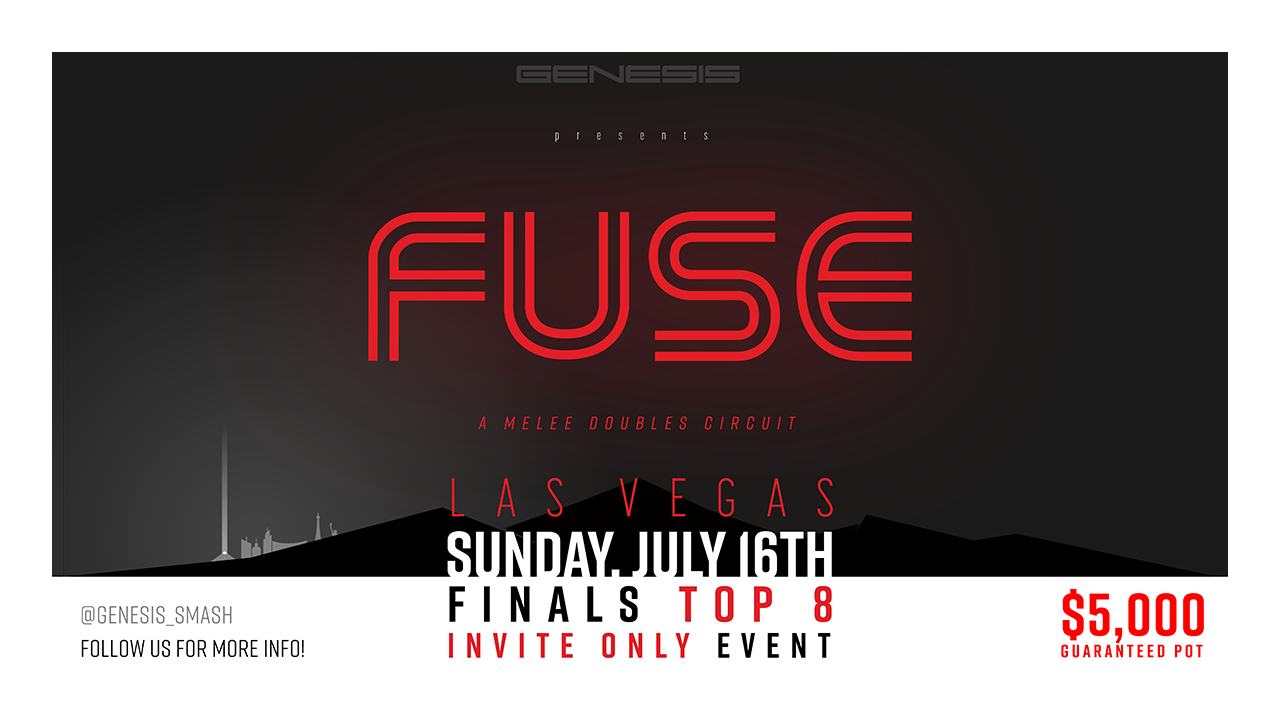 GENESIS
presents
FUSE
A MELEE DOUBLES CIRCUIT
LAS VEGAS
SUNDAY, JULY 16TH
FINALS TOP 8
INVITE ONLY EVENT
@GENESIS_SMASH
FOLLOW US FOR MORE INFO!
$5,000
GUARANTEED POT